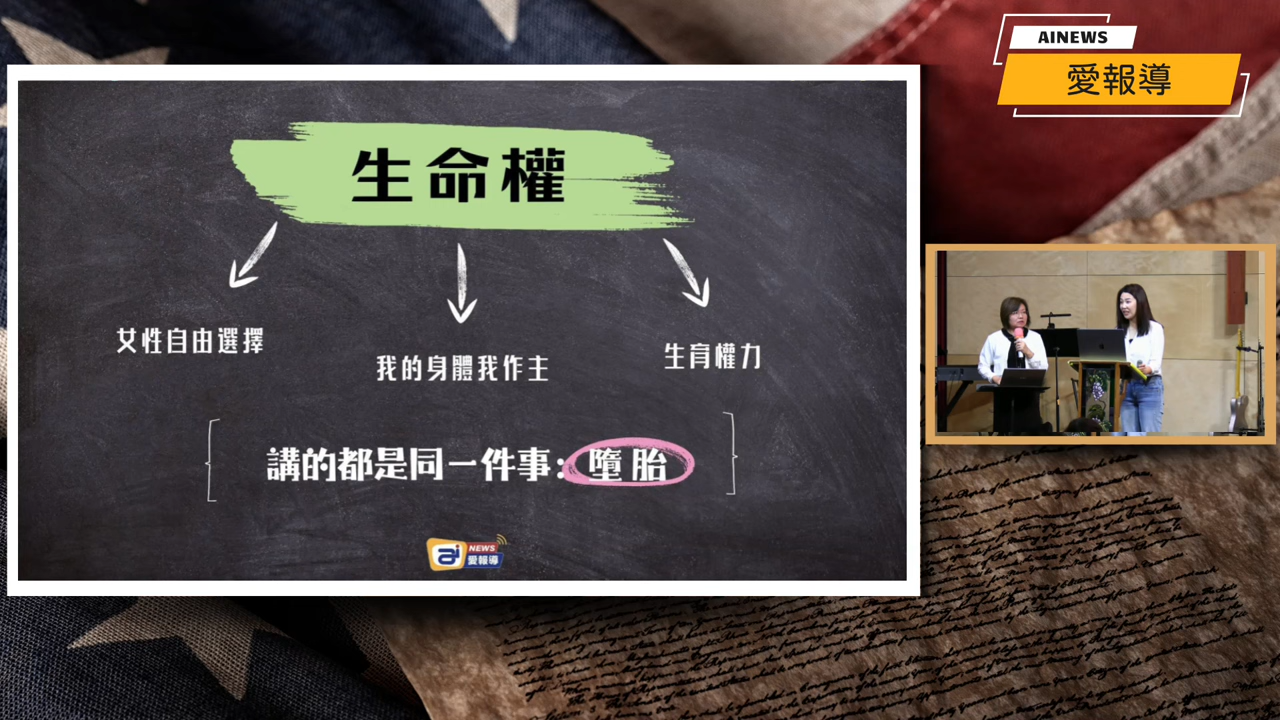 AINEWS
愛報導
生命權
女性自由選擇
我的身體我作主
生育權力
講的都是同一件事：墮胎
ai NEWS
愛報導